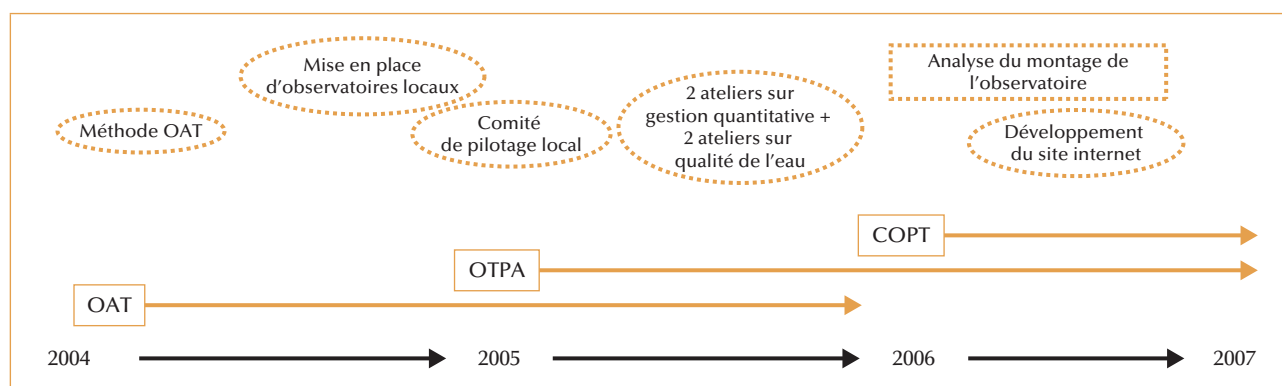 Méthode OAT
Mise en place
d’observatoires locaux
Comité
de pilotage local
2 ateliers sur
gestion quantitative +
2 ateliers sur
qualité de l’eau
Analyse du montage de
l’observatoire
Développement
du site internet
COPT
OTPA
OAT
2004
2005
2006
2007